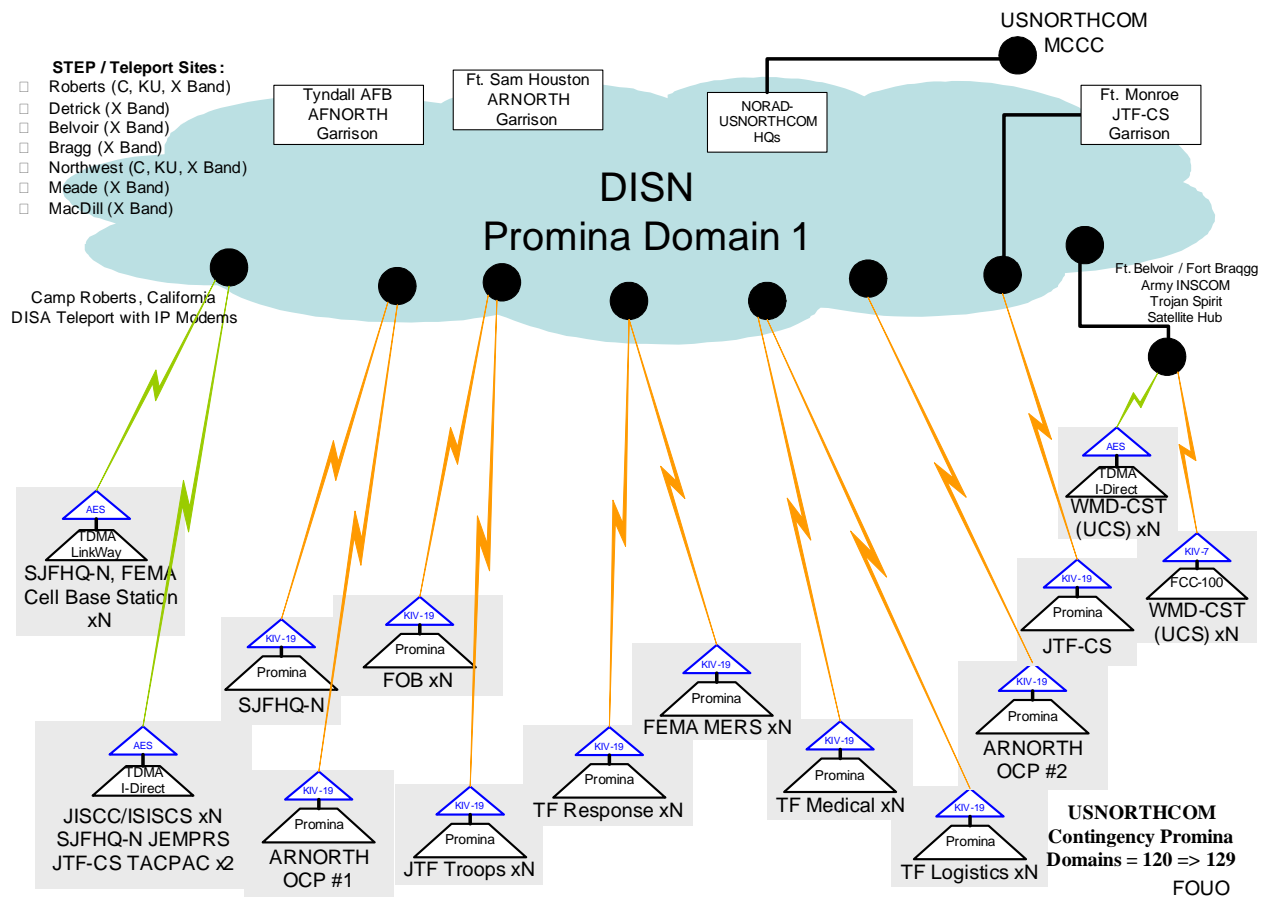 USNORTHCOM
MCCC
STEP / Teleport Sites:
Roberts (C, KU, X Band)
Detrick (X Band)
Belvoir (X Band)
Bragg (X Band)
Northwest (C, KU, X Band)
Meade (X Band)
MacDill (X Band)
Tyndall AFB
AFNORTH
Garrison
Ft. Sam Houston
ARNORTH
Garrison
NORAD-
USNORTHCOM
HQs
Ft. Monroe
JTF-CS
Garrison
DISN
Promina Domain 1
Camp Roberts, California
DISA Teleport with IP Modems
Ft. Belvoir / Fort Braqgg
Army INSCOM
Trojan Spirit
Satellite Hub
AES
TDMA
LinkWay
SJFHQ-N, FEMA
Cell Base Station
xN
AES
TDMA
I-Direct
JISCC/ISISCS xN
SJFHQ-N JEMPRS
JTF-CS TACPAC x2
KIV-19
Promina
SJFHQ-N
KIV-19
Promina
ARNORTH
OCP #1
KIV-19
Promina
FOB xN
KIV-19
Promina
JTF Troops xN
KIV-19
Promina
TF Response xN
KIV-19
Promina
FEMA MERS xN
KIV-19
Promina
TF Medical xN
KIV-19
Promina
TF Logistics xN
KIV-19
Promina
ARNORTH
OCP #2
KIV-19
Promina
JTF-CS
AES
TDMA
I-Direct
WMD-CST
(UCS) xN
KIV-7
FCC-100
WMD-CST
(UCS) xN
USNORTHCOM
Contingency Promina
Domains = 120 => 129
FOUO